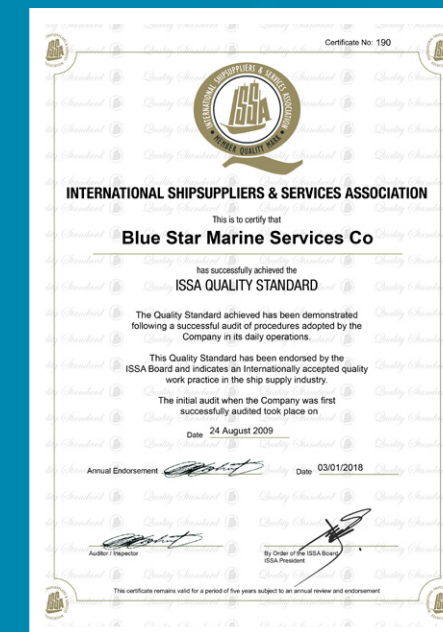 Certificate No: 190
INTERNATIONAL SHIPSUPPLIERS & SERVICES ASSOCIATION
ISSA
MEMBER QUALITY MARK
INTERNATIONAL SHIPSUPPLIERS & SERVICES ASSOCIATION
This is to certify that
Blue Star Marine Services Co
has successfully achieved the
ISSA QUALITY STANDARD
The Quality Standard achieved has been demonstrated
following a successful audit of procedures adopted by the
Company in its daily operations.
This Quality Standard has been endorsed by the
ISSA Board and indicates an Internationally accepted quality
work practice in the ship supply industry.
The initial audit when the Company was first
successfully audited took place on
Date 24 August 2009
Annual Endorsement Date 03/01/2018
Auditor / Inspector By Order of the ISSA Board
ISSA President
This certificate remains valid for a period of five years subject to an annual review and endorsement